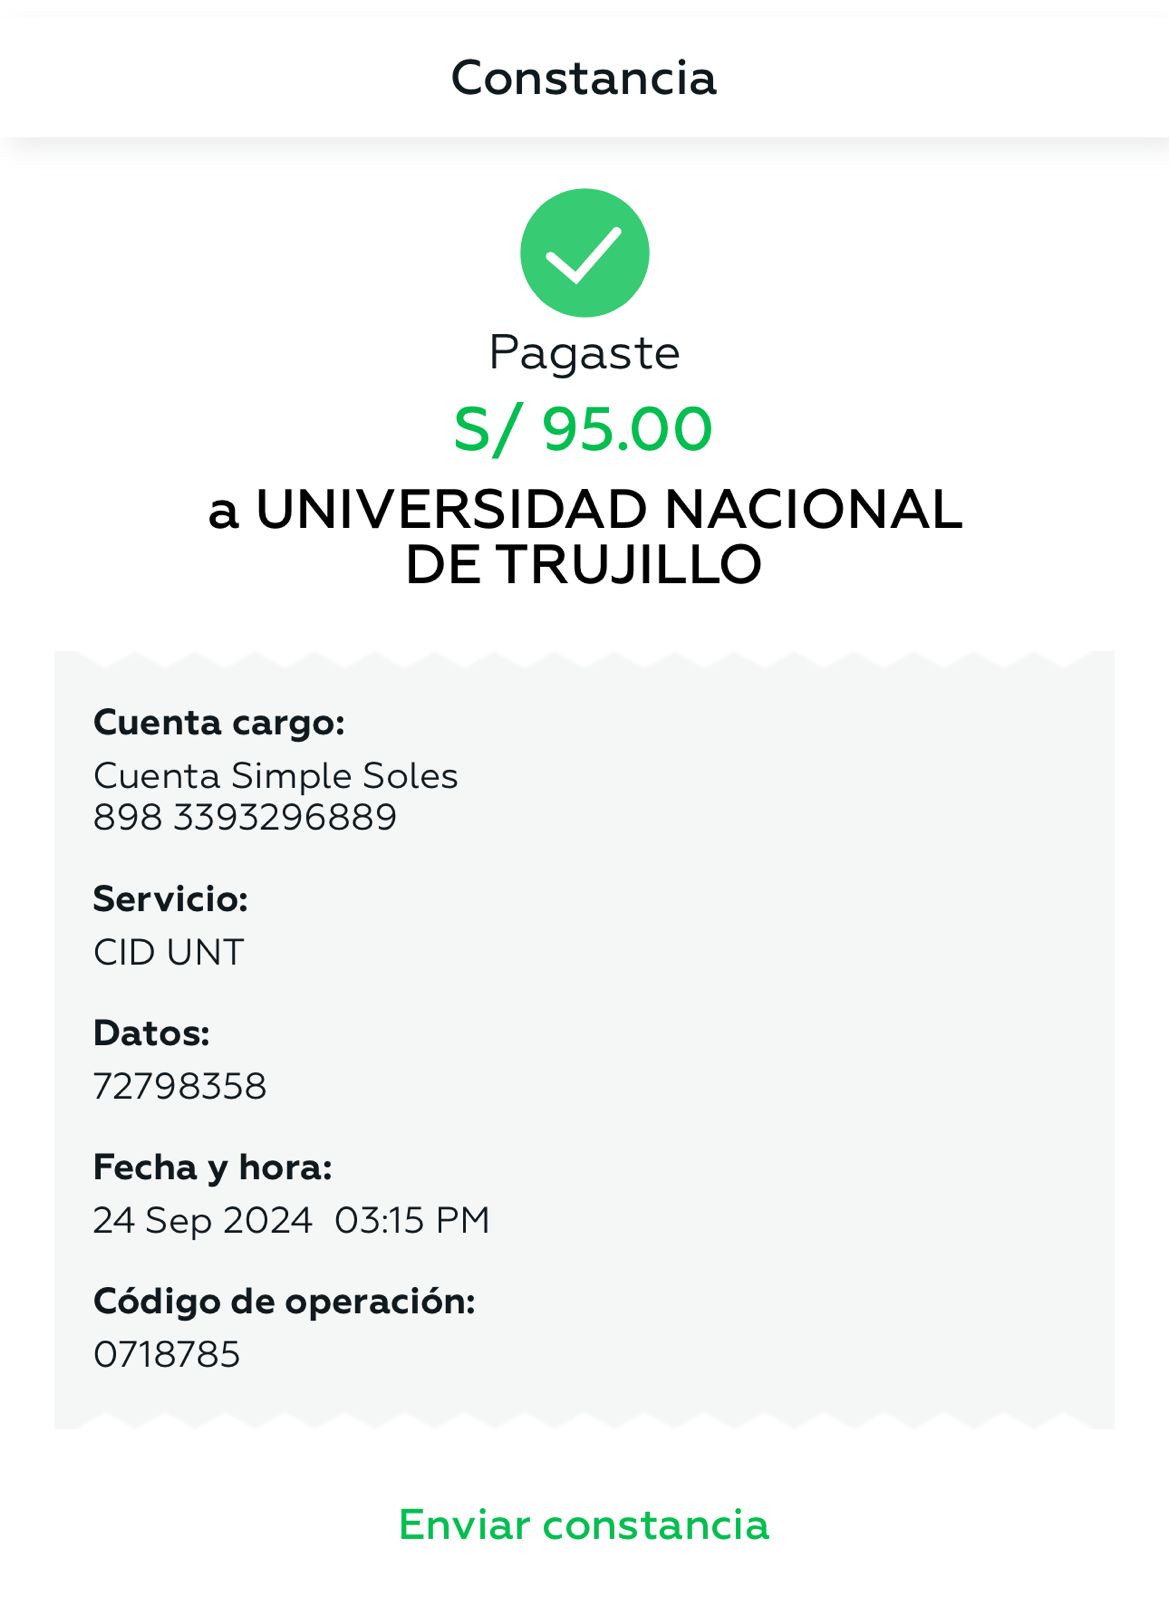 Constancia
Pagaste
S/ 95.00
a UNIVERSIDAD NACIONAL
DE TRUJILLO
Cuenta cargo:
Cuenta Simple Soles
898 3393296889
Servicio:
CID UNT
Datos:
72798358
Fecha y hora:
24 Sep 2024  03:15 PM
Código de operación:
0718785
Enviar constancia